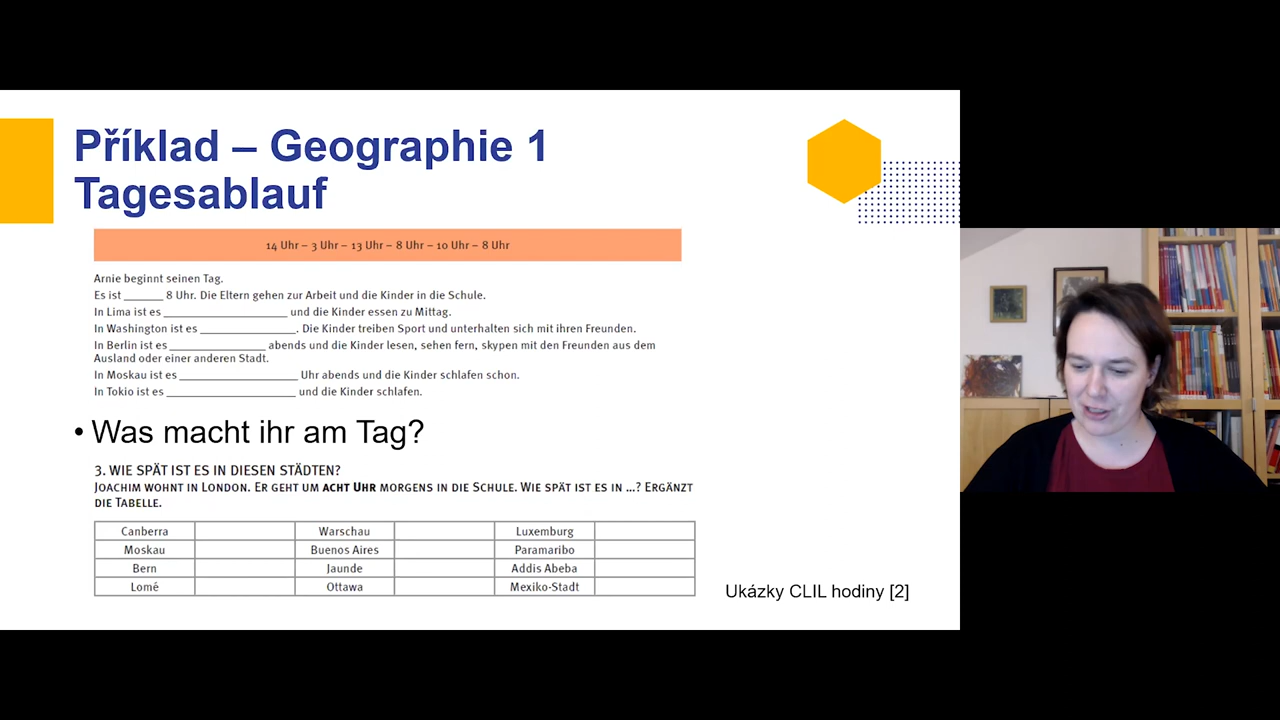 Příklad – Geographie 1
Tagesablauf
14 Uhr – 3 Uhr – 13 Uhr – 8 Uhr – 10 Uhr – 8 Uhr
Arnie beginnt seinen Tag.
Es ist ______ 8 Uhr. Die Eltern gehen zur Arbeit und die Kinder in die Schule.
In Lima ist es ___________________ und die Kinder essen zu Mittag.
In Washington ist es _______________. Die Kinder treiben Sport und unterhalten sich mit ihren Freunden.
In Berlin ist es _______________ abends und die Kinder lesen, sehen fern, skypen mit den Freunden aus dem
Ausland oder einer anderen Stadt.
In Moskau ist es __________________ Uhr abends und die Kinder schlafen schon.
In Tokio ist es ____________________ und die Kinder schlafen.
• Was macht ihr am Tag?
3. WIE SPÄT IST ES IN DIESEN STÄDTEN?
JOACHIM WOHNT IN LONDON. ER GEHT UM ACHT UHR MORGENS IN DIE SCHULE. WIE SPÄT IST ES IN ...? ERGÄNZT
DIE TABELLE.
Canberra Warschau Luxemburg
Moskau Buenos Aires Paramaribo
Bern Jaunde Addis Abeba
Lomé Ottawa Mexiko-Stadt
Ukázky CLIL hodiny [2]